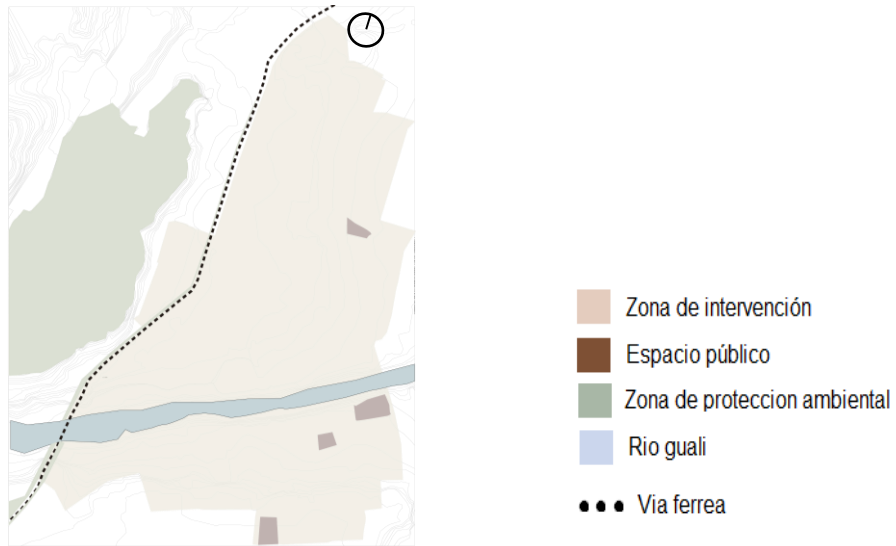 Zona de intervención
Espacio público
Zona de proteccion ambiental
Rio guali
Via ferrea